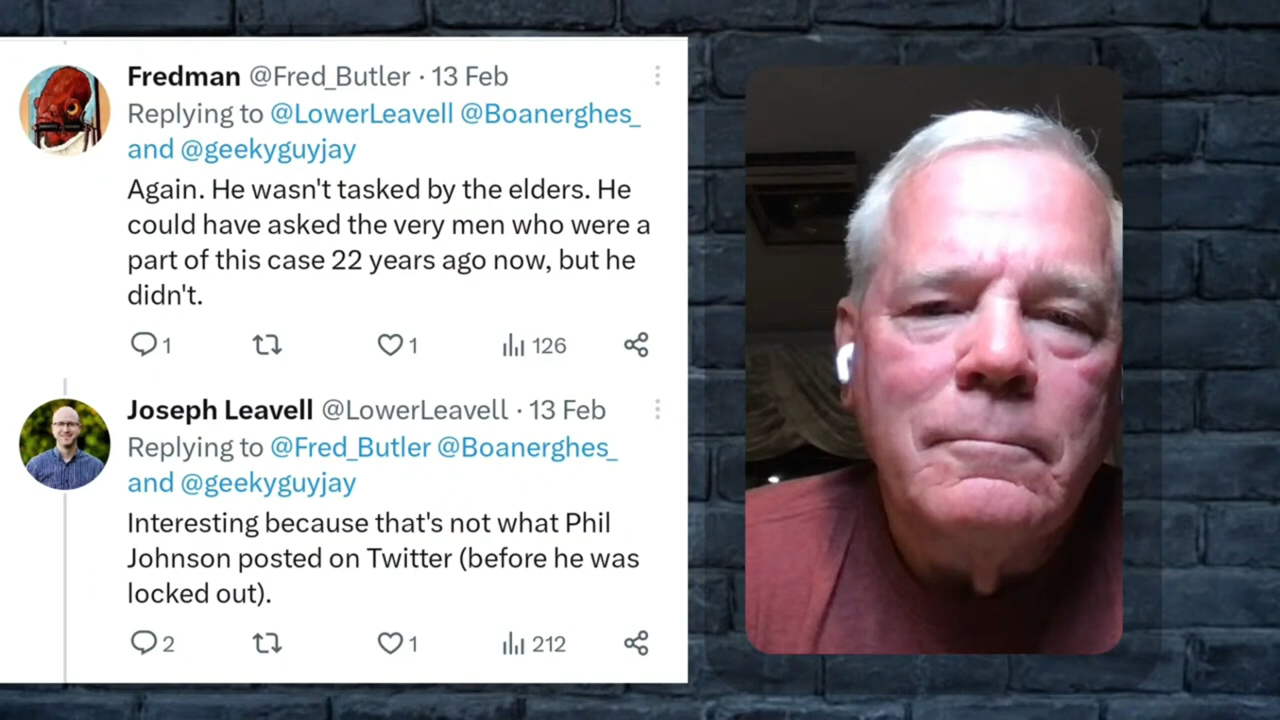 Fredman @Fred_Butler · 13 Feb
Replying to @LowerLeavell @Boanerghes_
and @geekyguyjay
Again. He wasn't tasked by the elders. He
could have asked the very men who were a
part of this case 22 years ago now, but he
didn't.
1 1 126
Joseph Leavell @LowerLeavell · 13 Feb
Replying to @Fred_Butler @Boanerghes_
and @geekyguyjay
Interesting because that's not what Phil
Johnson posted on Twitter (before he was
locked out).
2 1 212